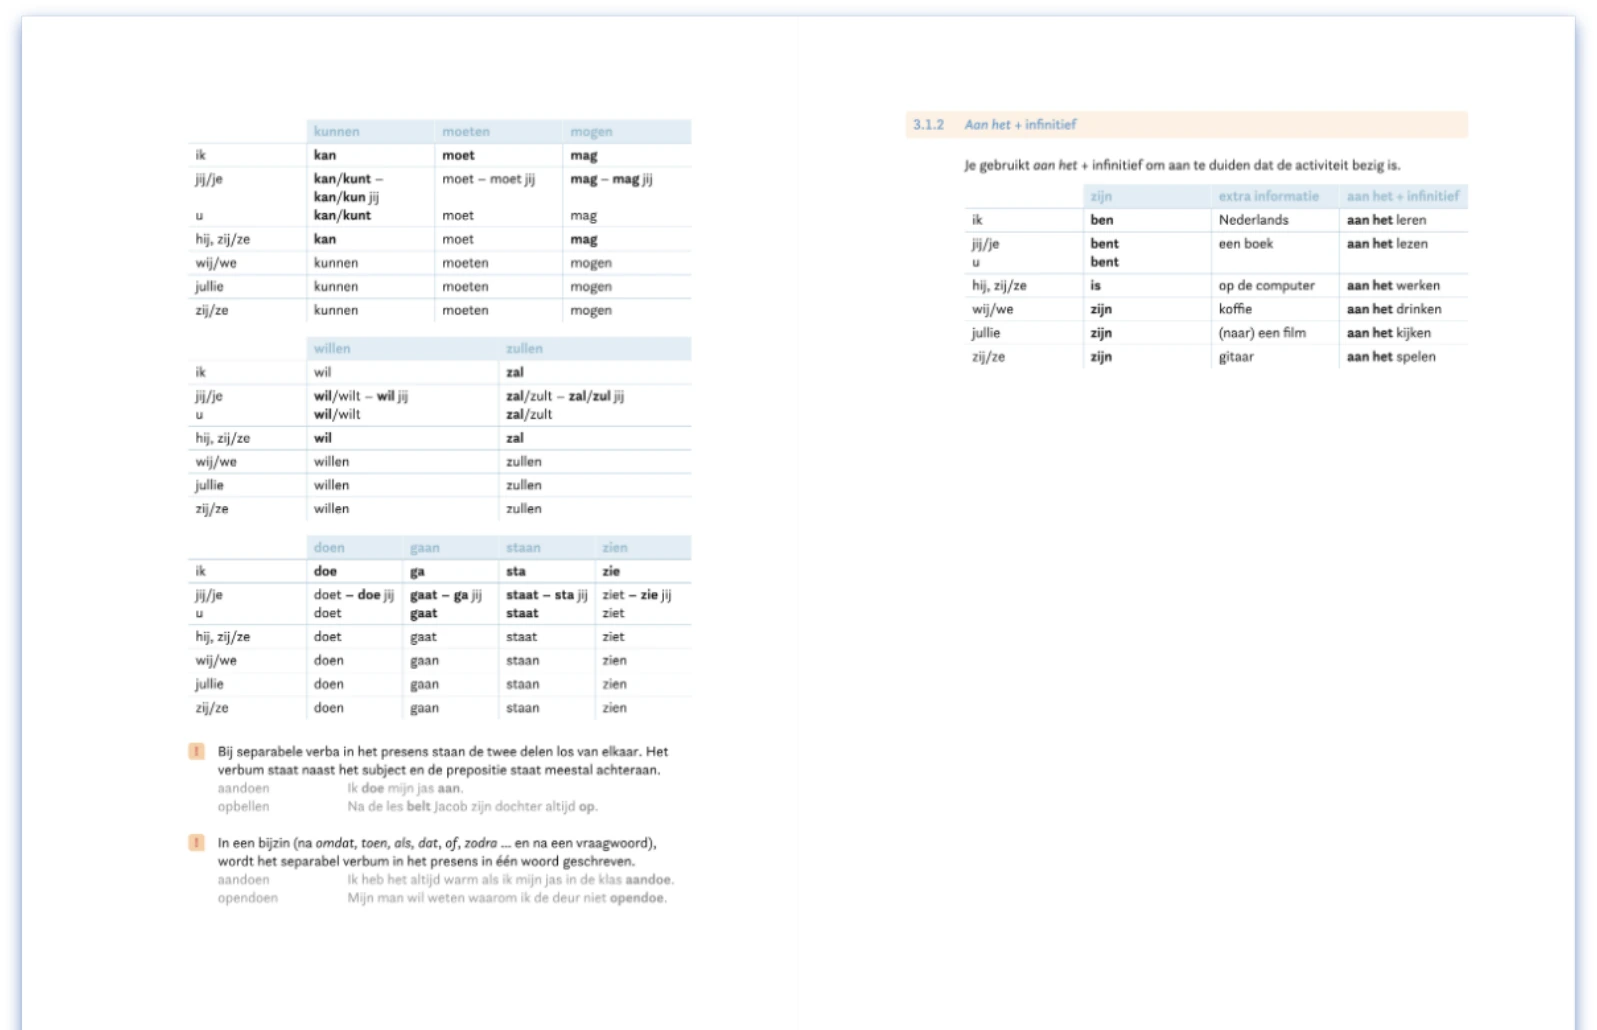 kunnen moeten mogen
ik kan moet mag
jij/je kan/kunt – moet – moet jij mag – mag jij
kan/kun jij
u kan/kunt moet mag
hij, zij/ze kan moet mag
wij/we kunnen moeten mogen
jullie kunnen moeten mogen
zij/ze kunnen moeten mogen
willen zullen
ik wil zal
jij/je wil/wilt – wil jij zal/zult – zal/zul jij
u wil/wilt zal/zult
hij, zij/ze wil zal
wij/we willen zullen
jullie willen zullen
zij/ze willen zullen
doen gaan staan zien
ik doe ga sta zie
jij/je doet – doe jij gaat – ga jij staat – sta jij ziet – zie jij
u doet gaat staat ziet
hij, zij/ze doet gaat staat ziet
wij/we doen gaan staan zien
jullie doen gaan staan zien
zij/ze doen gaan staan zien
! Bij separabele verba in het presens staan de twee delen los van elkaar. Het
verbum staat naast het subject en de prepositie staat meestal achteraan.
aandoen Ik doe mijn jas aan.
opbellen Na de les belt Jacob zijn dochter altijd op.
! In een bijzin (na omdat, toen, als, dat, of, zodra ... en na een vraagwoord),
wordt het separabel verbum in het presens in één woord geschreven.
aandoen Ik heb het altijd warm als ik mijn jas in de klas aandoe.
opendoen Mijn man wil weten waarom ik de deur niet opendoe.
3.1.2 Aan het + infinitief
Je gebruikt aan het + infinitief om aan te duiden dat de activiteit bezig is.
zijn extra informatie aan het + infinitief
ik ben Nederlands aan het leren
jij/je bent een boek aan het lezen
u bent
hij, zij/ze is op de computer aan het werken
wij/we zijn koffie aan het drinken
jullie zijn (naar) een film aan het kijken
zij/ze zijn gitaar aan het spelen